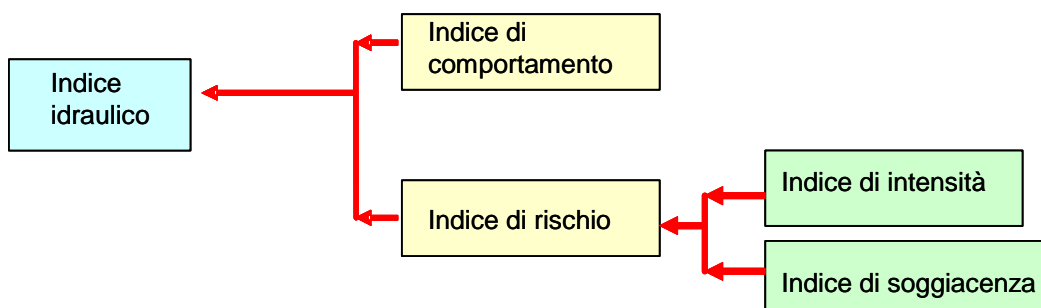 Indice di
comportamento
Indice
idraulico
Indice di intensità
Indice di rischio
Indice di soggiacenza